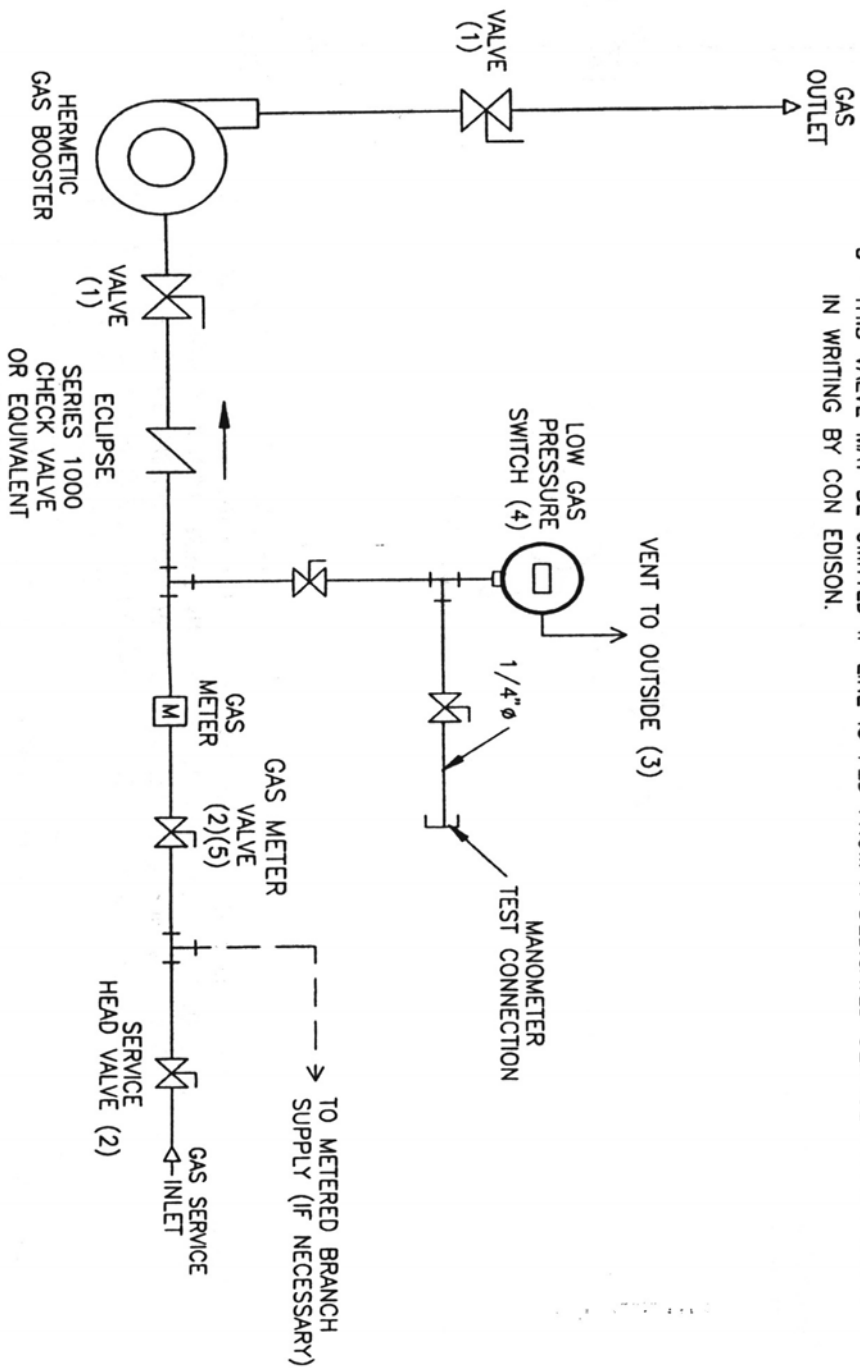 IN WRITING BY CON EDISON.
GAS
OUTLET
VALVE
(1)
HERMETIC
GAS BOOSTER
VALVE
(1)
ECLIPSE
SERIES 1000
CHECK VALVE
OR EQUIVALENT
LOW GAS
PRESSURE
SWITCH (4)
VENT TO OUTSIDE (3)
1/4"ø
MANOMETER
TEST CONNECTION
GAS
METER
M
GAS METER
VALVE
(2)(5)
SERVICE
HEAD VALVE (2)
GAS SERVICE
INLET
TO METERED BRANCH
SUPPLY (IF NECESSARY)